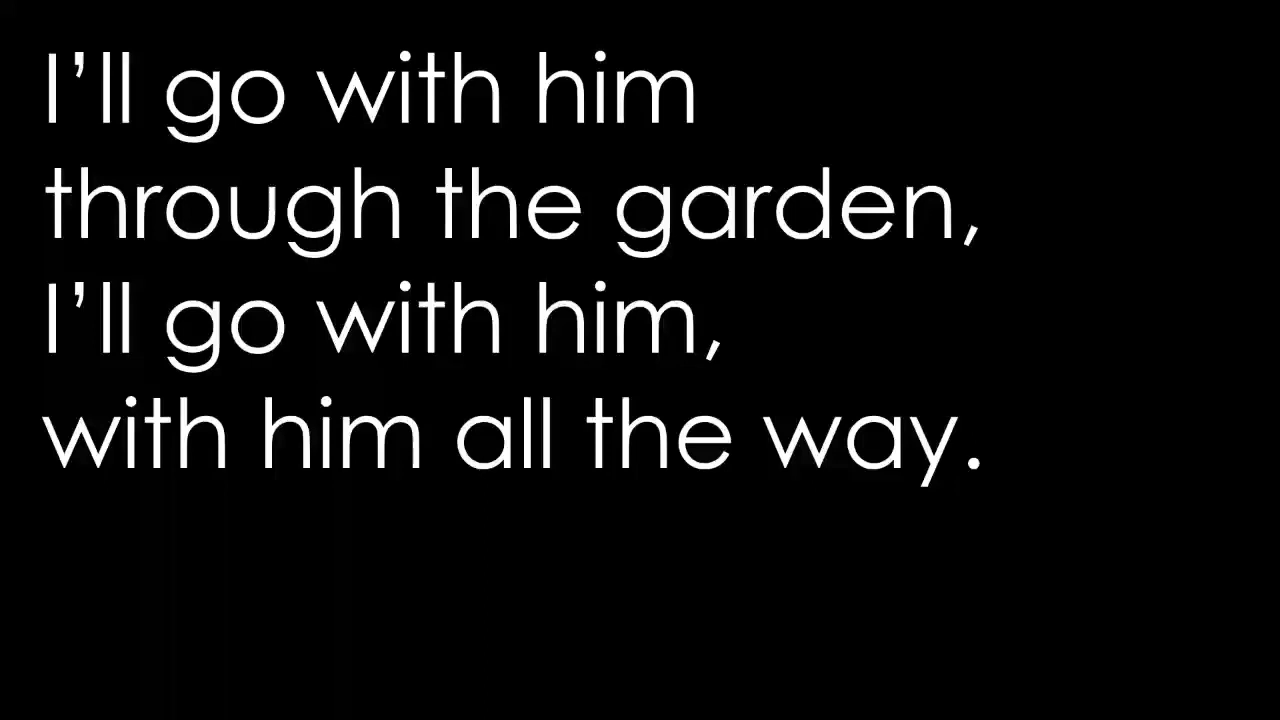 I’ll go with him
through the garden,
I’ll go with him,
with him all the way.